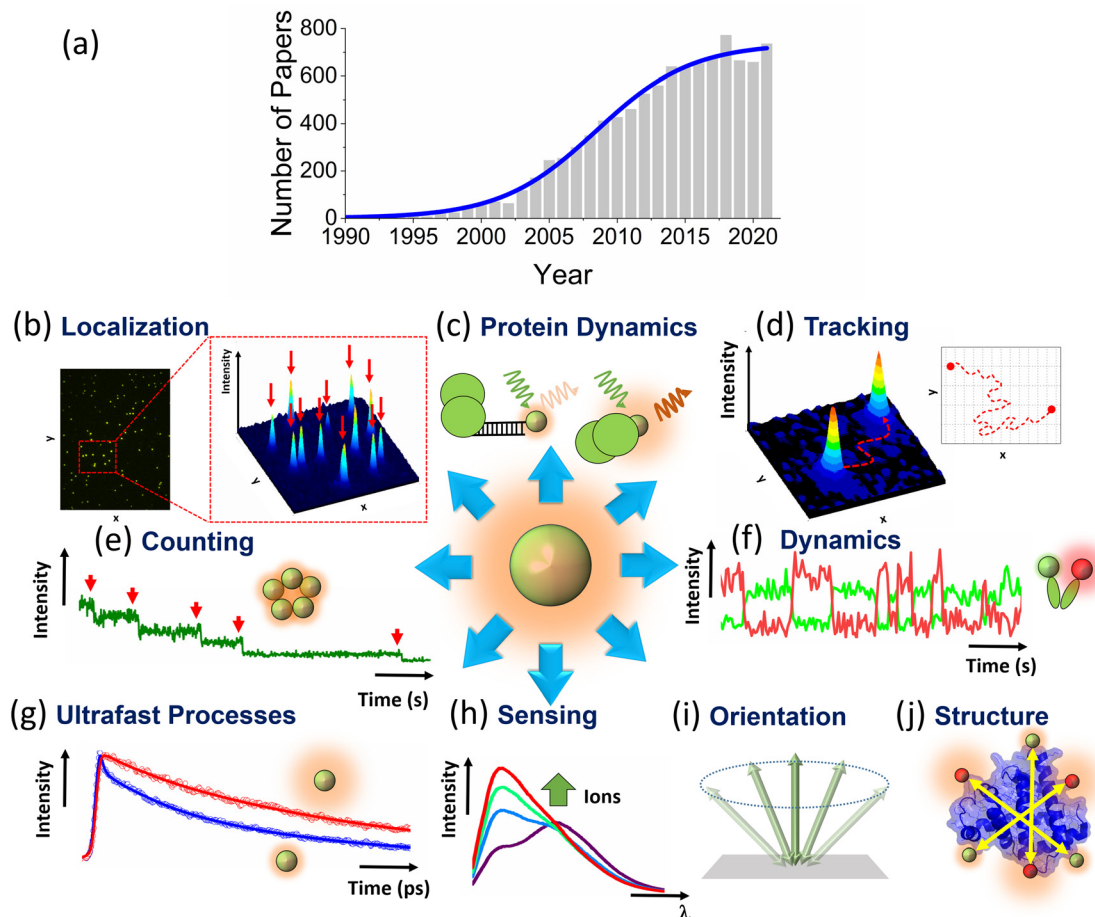 (a)
Number of Papers
800
600
400
200
0
1990 1995 2000 2005 2010 2015 2020
Year
(b) Localization
y
x
Intensity
y
x
(c) Protein Dynamics
(d) Tracking
Intensity
y
x
y
x
(e) Counting
Intensity
Time (s)
(f) Dynamics
Intensity
Time (s)
(g) Ultrafast Processes
Intensity
Time (ps)
(h) Sensing
Intensity
Ions
λ
(i) Orientation
(j) Structure